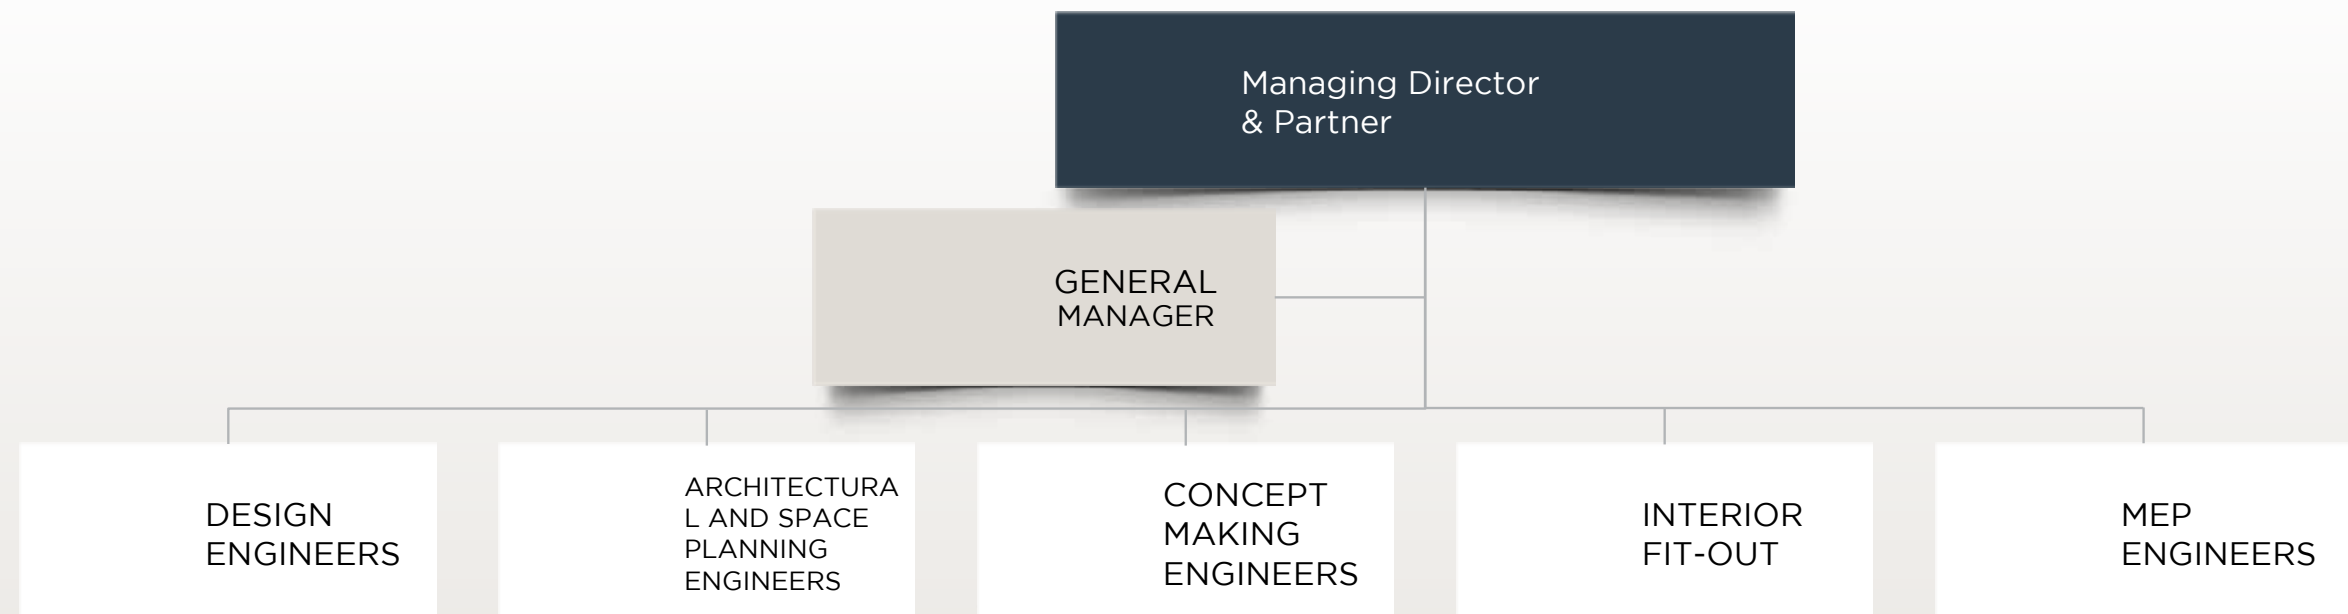 Managing Director
& Partner
GENERAL
MANAGER
DESIGN
ENGINEERS
ARCHITECTURA
L AND SPACE
PLANNING
ENGINEERS
CONCEPT
MAKING
ENGINEERS
INTERIOR
FIT-OUT
MEP
ENGINEERS